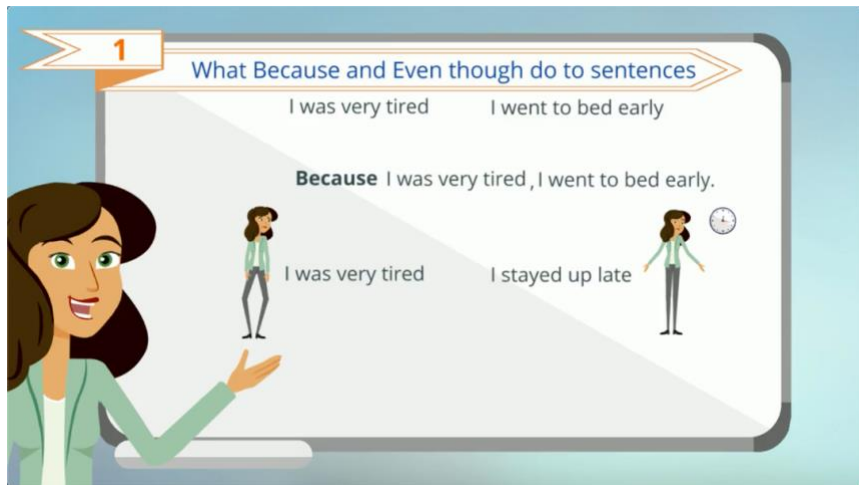 1
What Because and Even though do to sentences
I was very tired I went to bed early
Because I was very tired, I went to bed early.
I was very tired I stayed up late